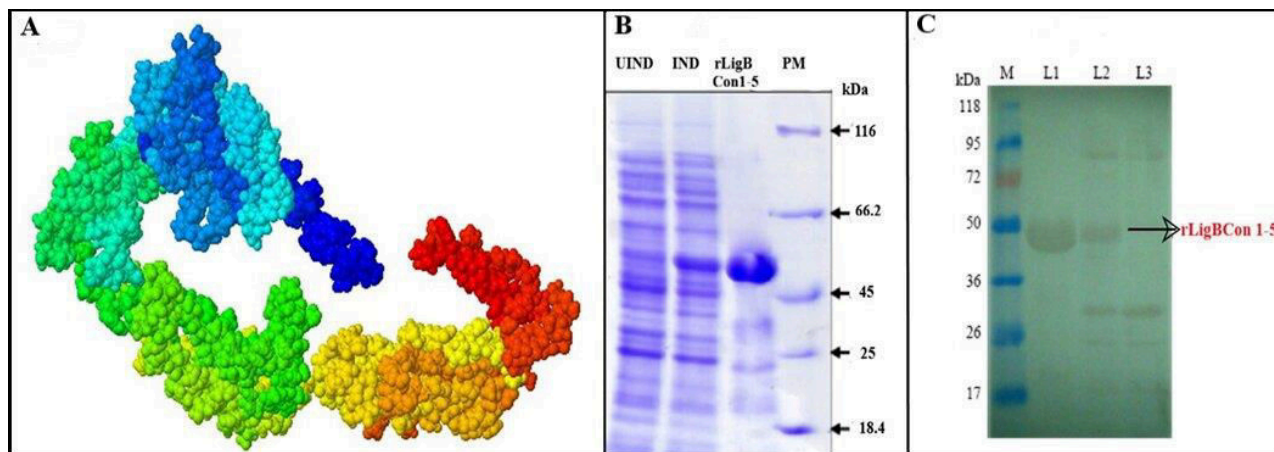 A
B
UIND IND rLigB PM
Con1-5
kDa
116
66.2
45
25
18.4
C
kDa M L1 L2 L3
118
95
72
50
36
26
17
rLigBCon 1-5